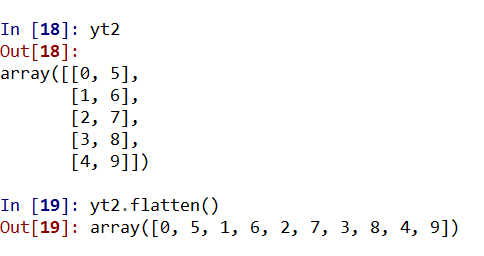 In [18]: yt2
Out[18]:
array([[0, 5],
       [1, 6],
       [2, 7],
       [3, 8],
       [4, 9]])
In [19]: yt2.flatten()
Out[19]: array([0, 5, 1, 6, 2, 7, 3, 8, 4, 9])